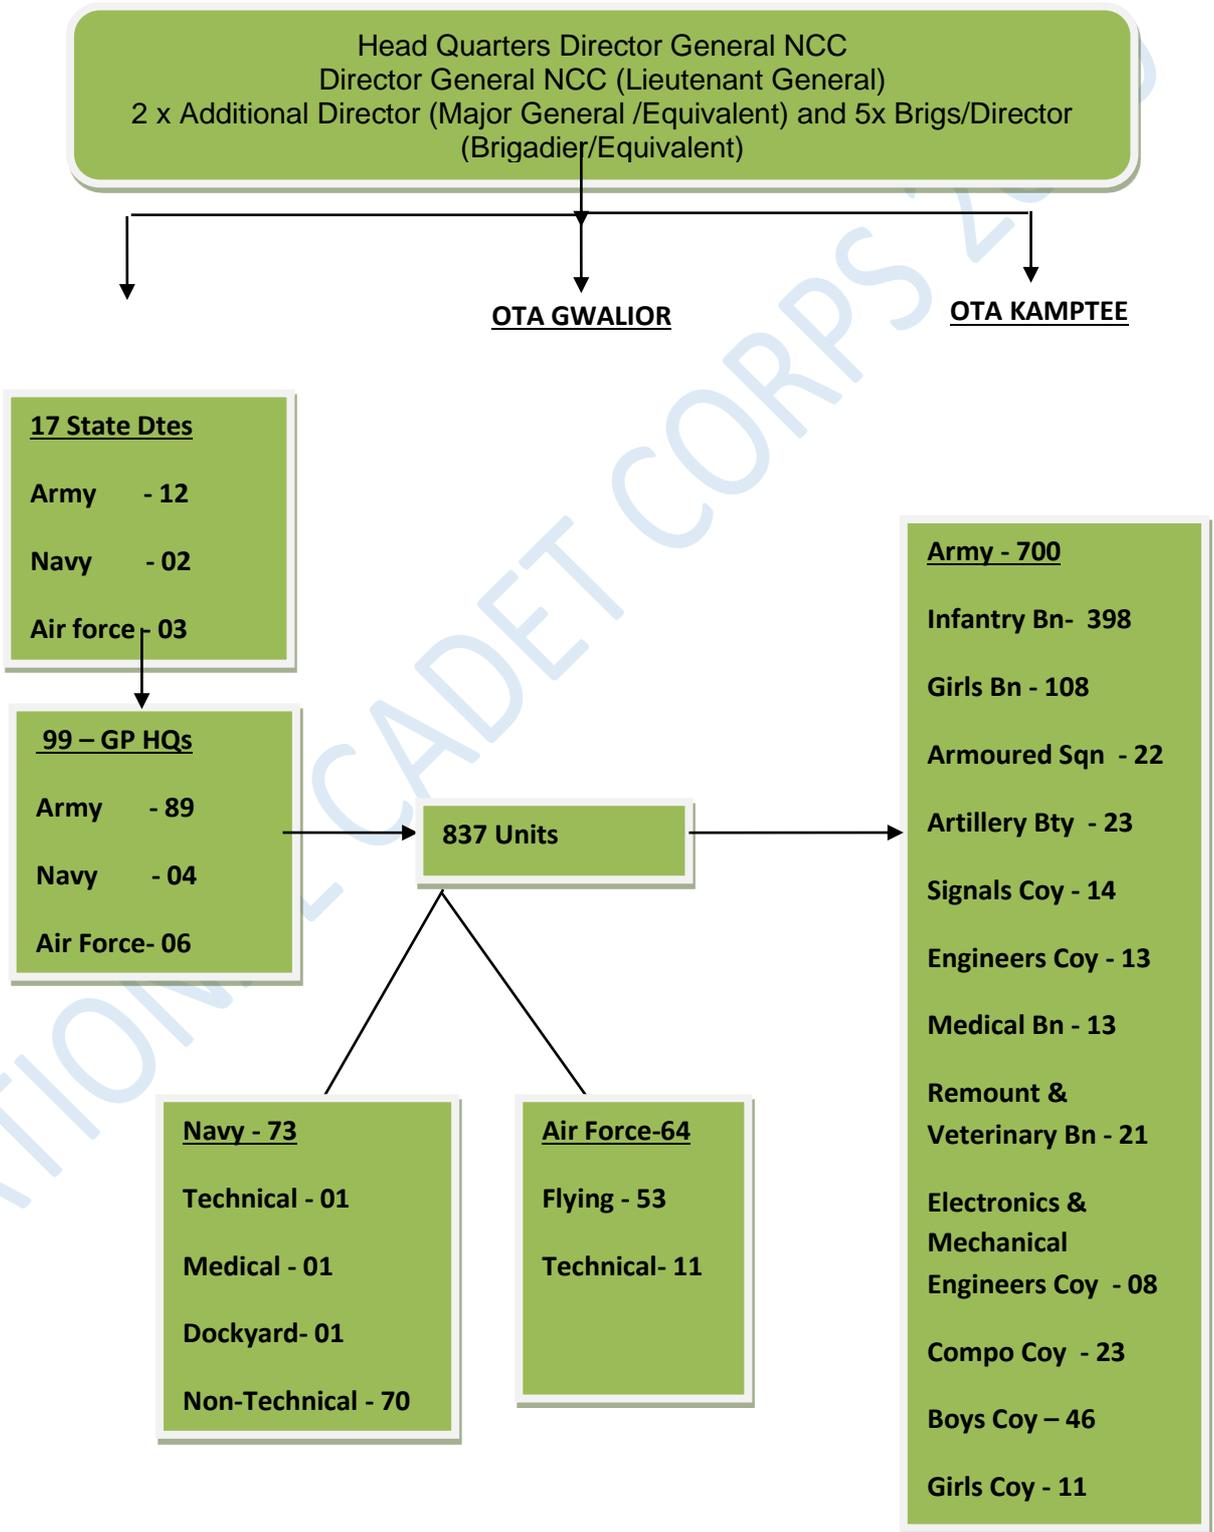 Head Quarters Director General NCC
Director General NCC (Lieutenant General)
2 x Additional Director (Major General /Equivalent) and 5x Brigs/Director
(Brigadier/Equivalent)
OTA GWALIOR
OTA KAMPTEE
17 State Dtes
Army - 12
Navy - 02
Air force - 03
99 – GP HQs
Army - 89
Navy - 04
Air Force- 06
837 Units
Navy - 73
Technical - 01
Medical - 01
Dockyard- 01
Non-Technical - 70
Air Force-64
Flying - 53
Technical- 11
Army - 700
Infantry Bn- 398
Girls Bn - 108
Armoured Sqn - 22
Artillery Bty - 23
Signals Coy - 14
Engineers Coy - 13
Medical Bn - 13
Remount &
Veterinary Bn - 21
Electronics &
Mechanical
Engineers Coy - 08
Compo Coy - 23
Boys Coy – 46
Girls Coy - 11
CADET CORPS